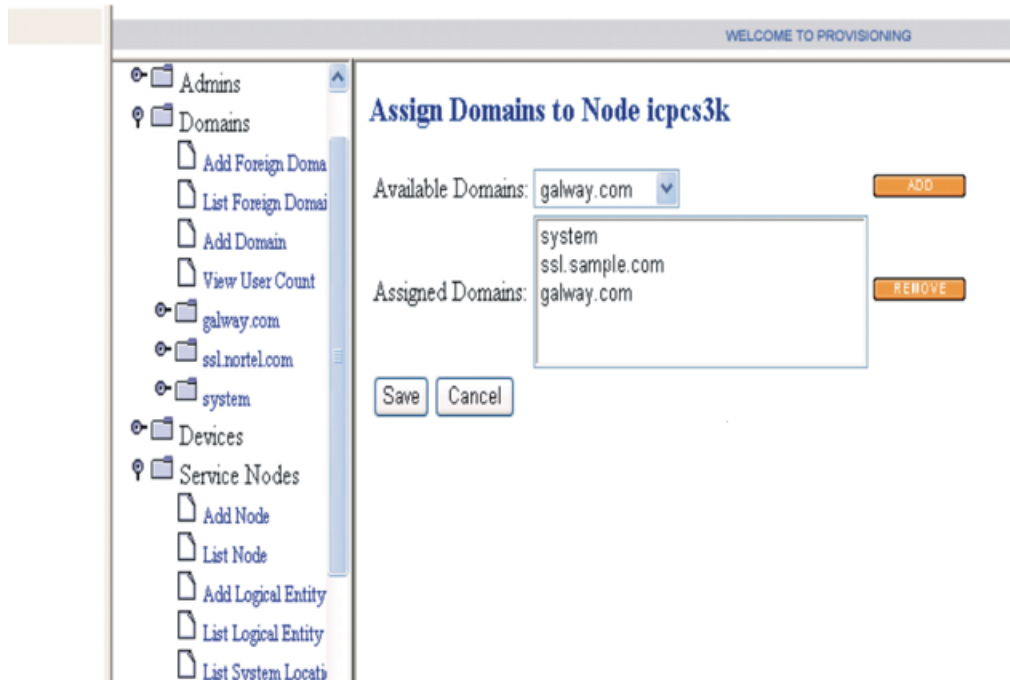 WELCOME TO PROVISIONING
Admins
Domains
Add Foreign Doma
List Foreign Domai
Add Domain
View User Count
galway.com
ssl.nortel.com
system
Devices
Service Nodes
Add Node
List Node
Add Logical Entity
List Logical Entity
List System Locati
Assign Domains to Node icpcs3k
Available Domains: galway.com ADD
Assigned Domains:
system
ssl.sample.com
galway.com
REMOVE
Save Cancel